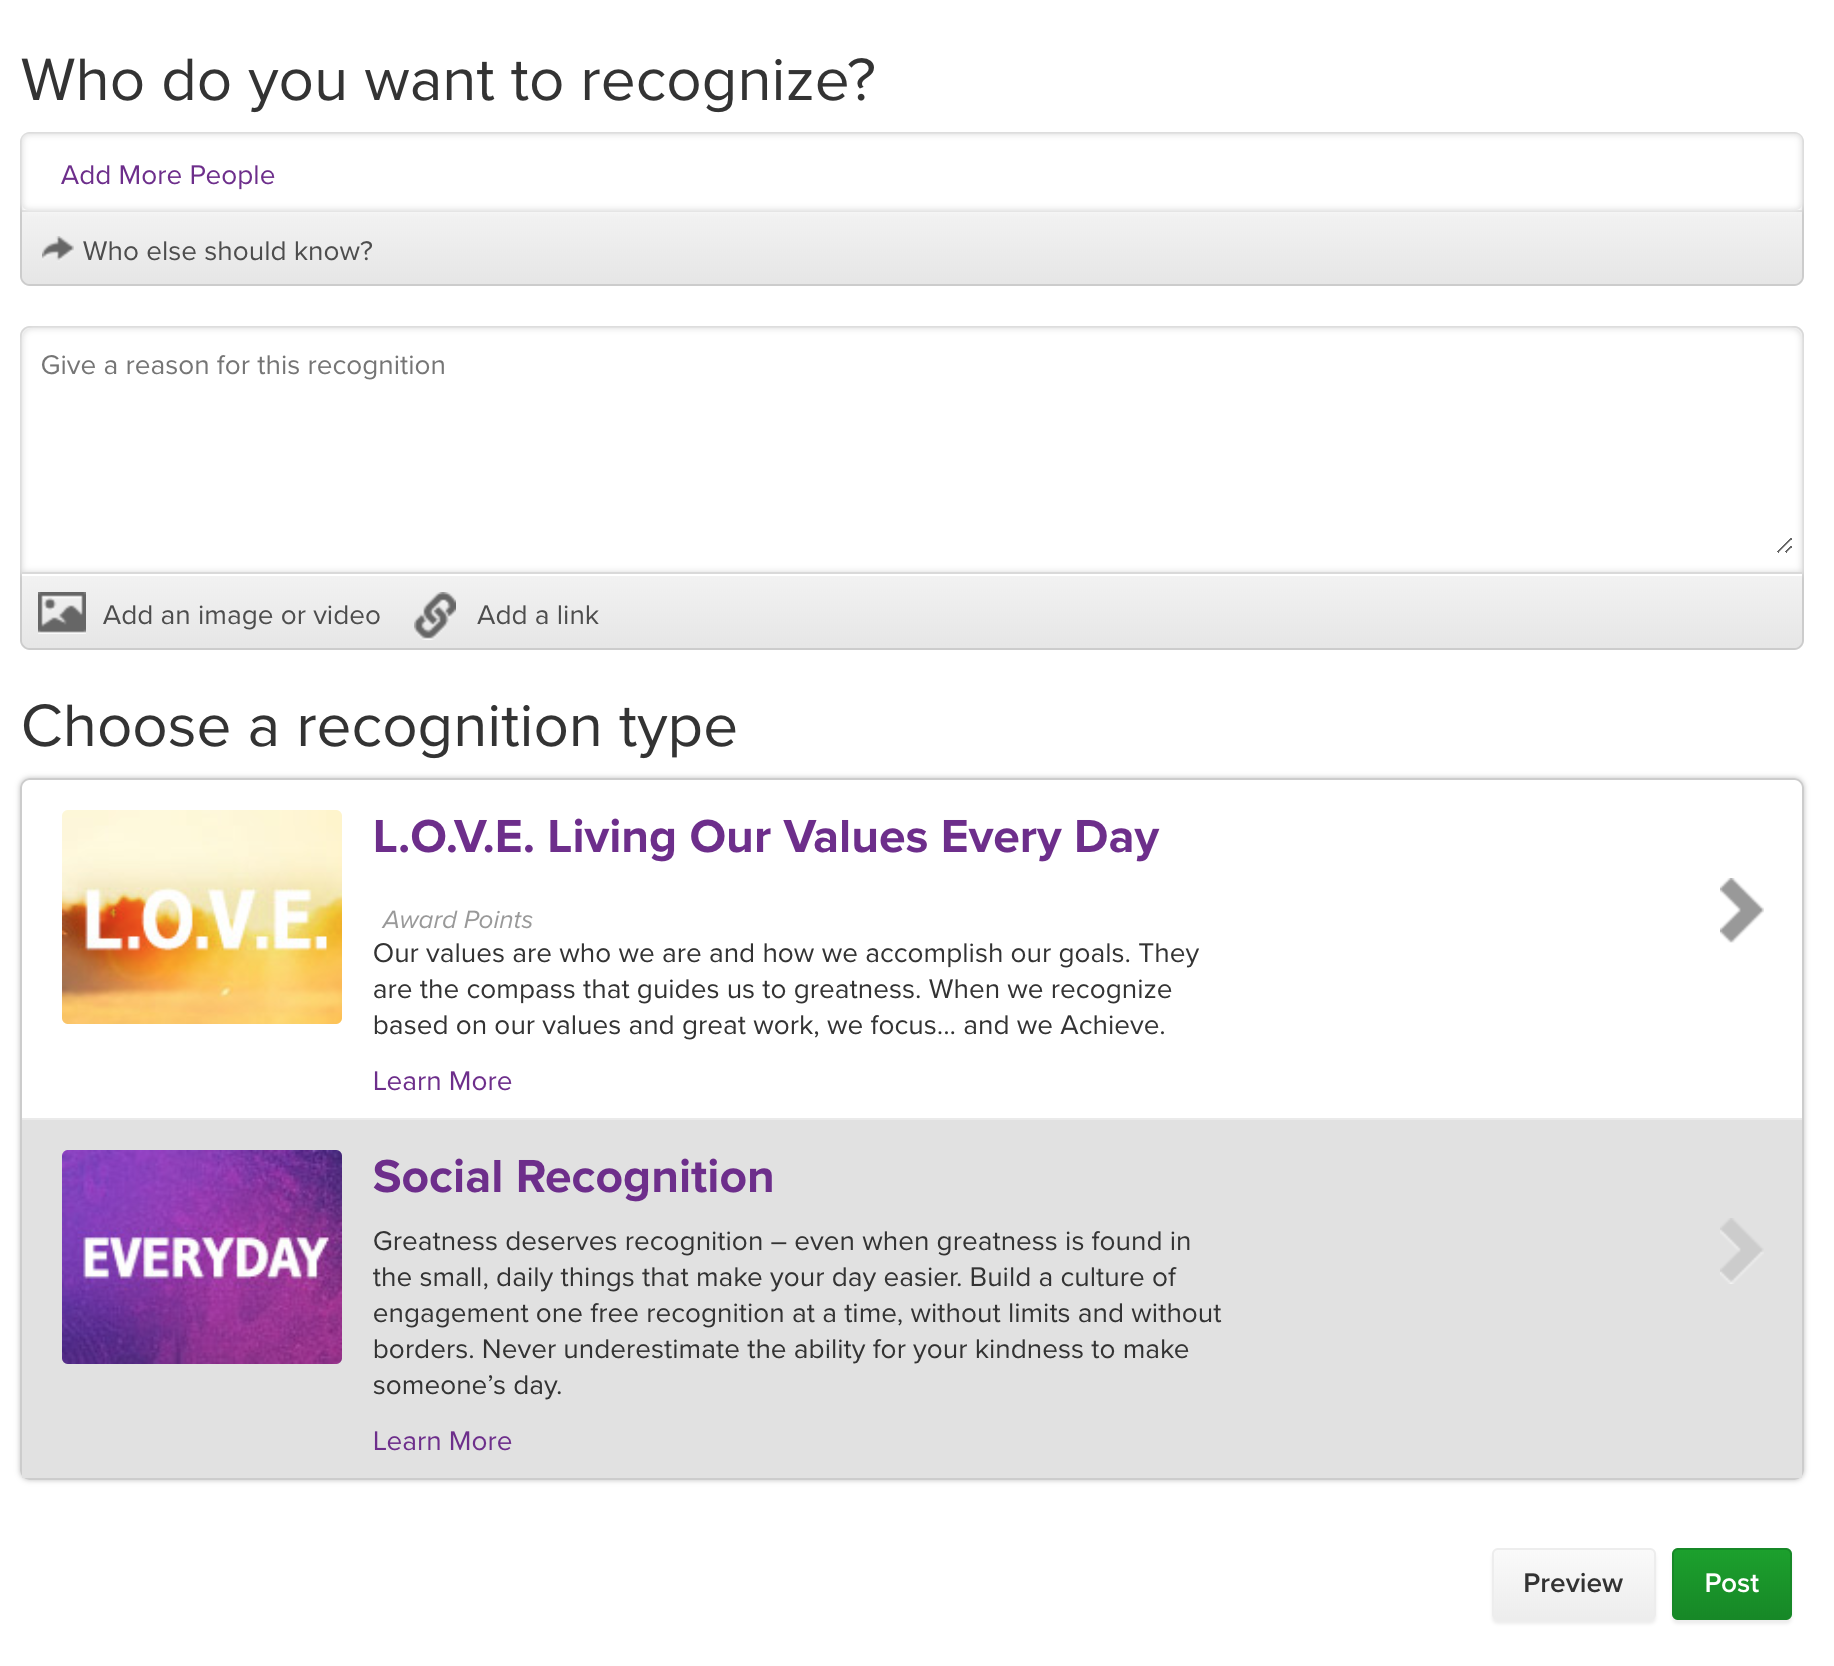 Who do you want to recognize?
Add More People
Who else should know?
Give a reason for this recognition
Add an image or video
Add a link
Choose a recognition type
L.O.V.E.
L.O.V.E. Living Our Values Every Day
Award Points
Our values are who we are and how we accomplish our goals. They
are the compass that guides us to greatness. When we recognize
based on our values and great work, we focus... and we Achieve.
Learn More
EVERYDAY
Social Recognition
Greatness deserves recognition – even when greatness is found in
the small, daily things that make your day easier. Build a culture of
engagement one free recognition at a time, without limits and without
borders. Never underestimate the ability for your kindness to make
someone’s day.
Learn More
Preview
Post